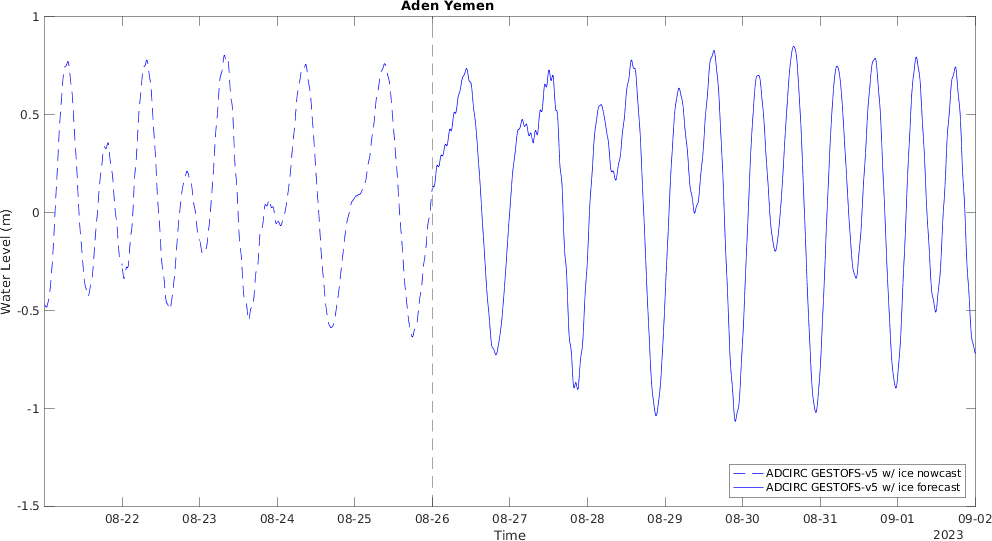 Aden Yemen
1
0.5
0
-0.5
-1
-1.5
Water Level (m)
ADCIRC GESTOFS-v5 w/ ice nowcast
ADCIRC GESTOFS-v5 w/ ice forecast
08-22 08-23 08-24 08-25 08-26 08-27 08-28 08-29 08-30 08-31 09-01 09-02
Time
2023